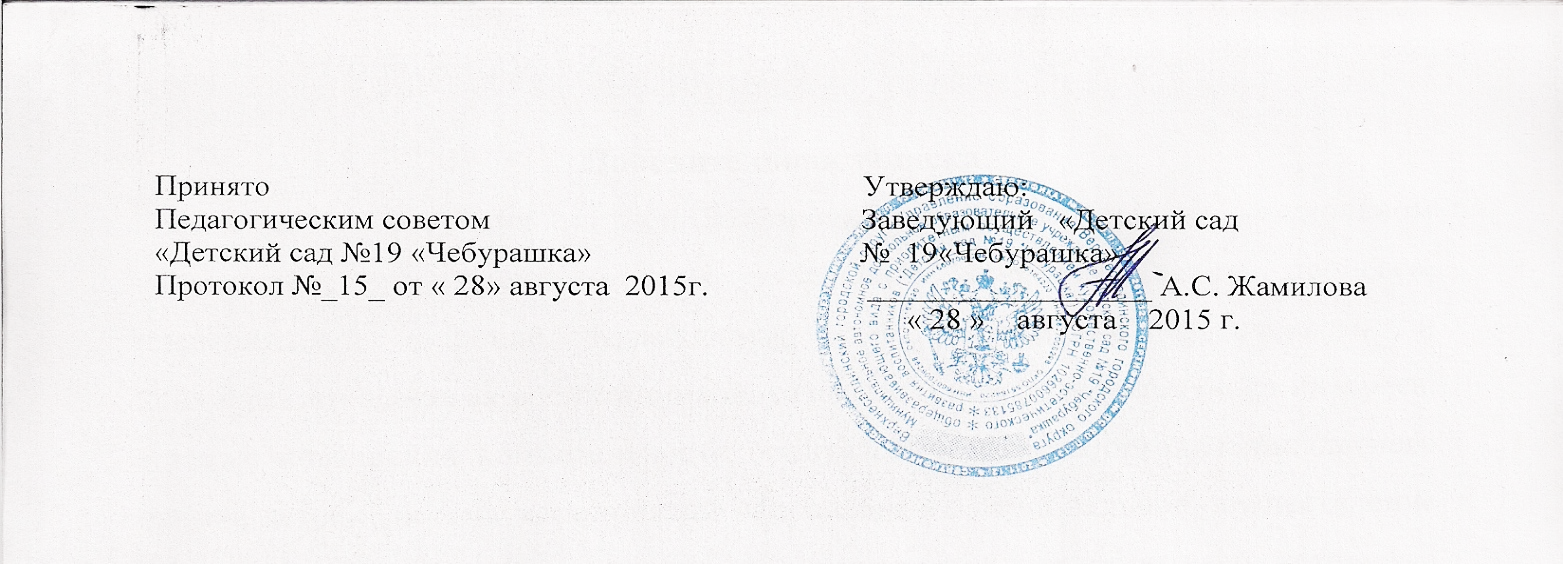 Принято
Педагогическим советом
«Детский сад №19 «Чебурашка»
Протокол №_15_ от « 28» августа 2015г.
Утверждаю:
Заведующий «Детский сад
№ 19«Чебурашка»
____________________А.С. Жамилова
« 28 » августа 2015 г.